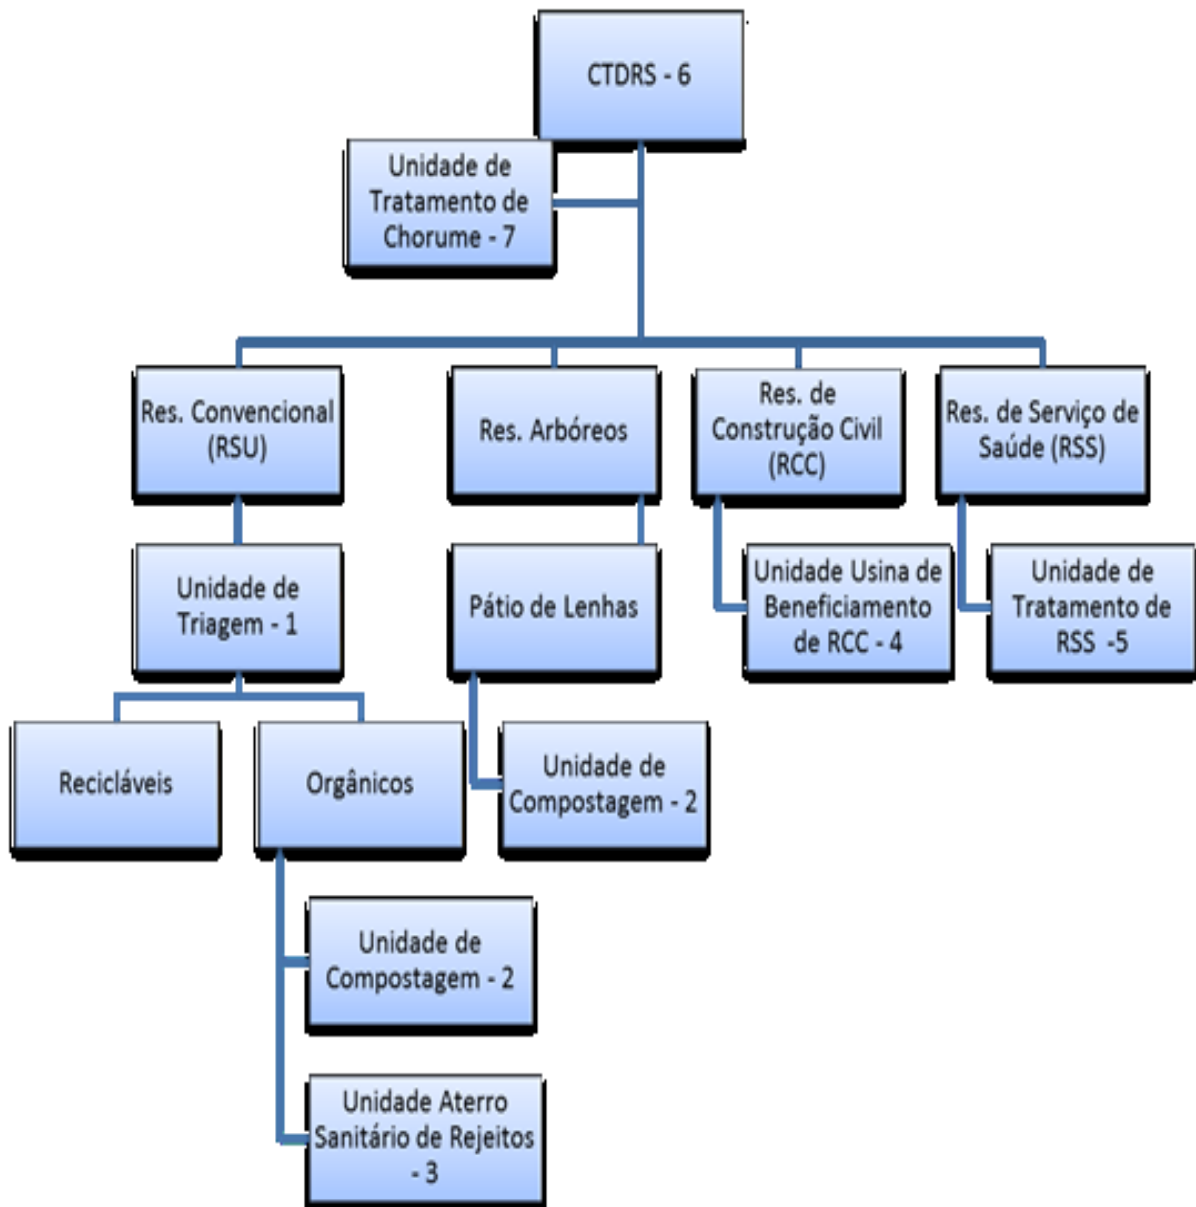 CTDRS - 6
Unidade de
Tratamento de
Chorume - 7
Res. Convencional
(RSU)
Res. Arbóreos
Res. de
Construção Civil
(RCC)
Res. de Serviço de
Saúde (RSS)
Unidade de
Triagem - 1
Pátio de Lenhas
Unidade Usina de
Beneficiamento
de RCC - 4
Unidade de
Tratamento de
RSS -5
Recicláveis
Orgânicos
Unidade de
Compostagem - 2
Unidade de
Compostagem - 2
Unidade Aterro
Sanitário de Rejeitos
- 3